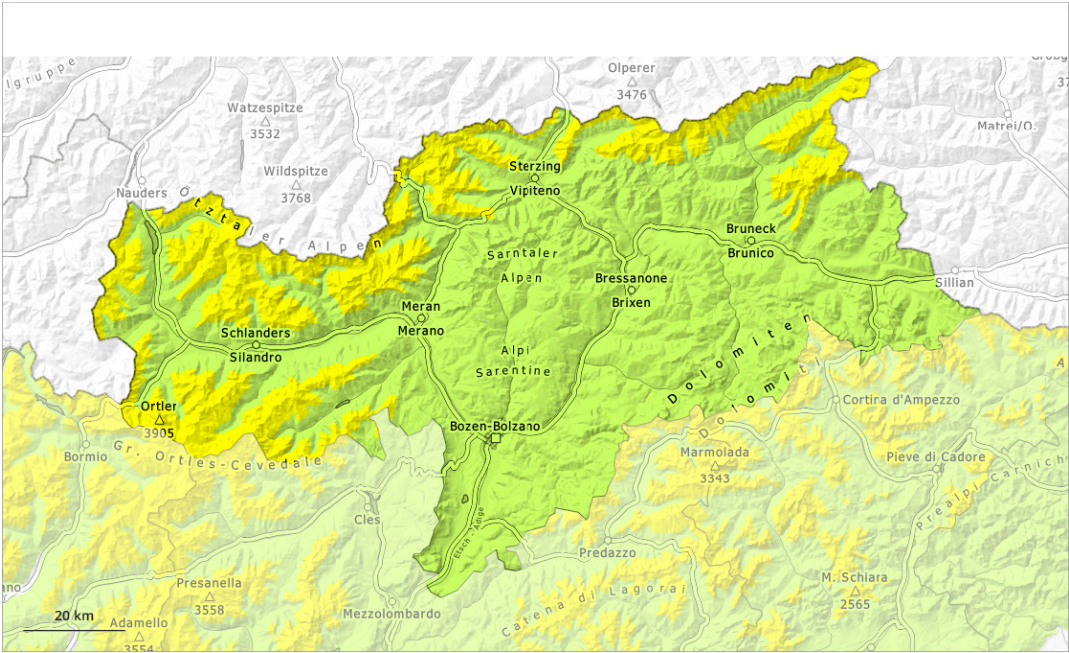 Olperer
3476
Watzespitze
3532
Matrei/O.
Sterzing
Vipiteno
Wildspitze
3768
Nauders
Ötztaler Alpen
Bruneck
Brunico
Sarntaler
Alpen
Bressanone
Brixen
Sillian
Meran
Merano
Schlanders
Silandro
Alpi
Sarentine
Dolomiten
Dolomiti
Ortler
3905
Cortina d'Ampezzo
Bozen-Bolzano
Bormio
Gr. Ortles-Cevedale
Marmolada
3343
Pieve di Cadore
Prealpi Carnich
Cles
Etsch - Adige
Predazzo
Presanella
3558
M. Schiara
2565
Catena di Lagorai
Mezzolombardo
20 km
Adamello
3554